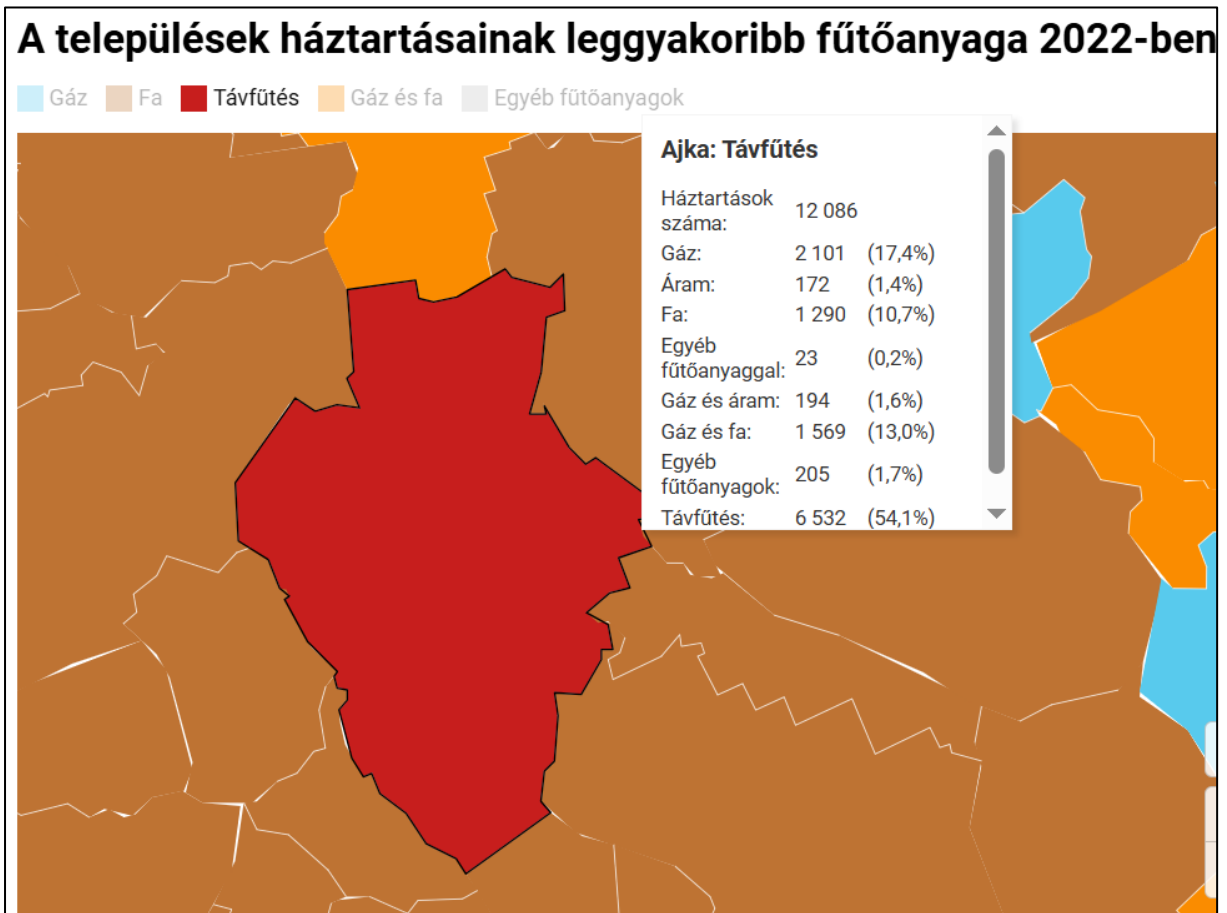 A települések háztartásainak leggyakoribb fűtőanyaga 2022-ben
Gáz Fa Távfűtés Gáz és fa Egyéb fűtőanyagok
Ajka: Távfűtés
Háztartások
száma: 12 086
Gáz: 2 101 (17,4%)
Áram: 172 (1,4%)
Fa: 1 290 (10,7%)
Egyéb
fűtőanyaggal: 23 (0,2%)
Gáz és áram: 194 (1,6%)
Gáz és fa: 1 569 (13,0%)
Egyéb
fűtőanyagok: 205 (1,7%)
Távfűtés: 6 532 (54,1%)